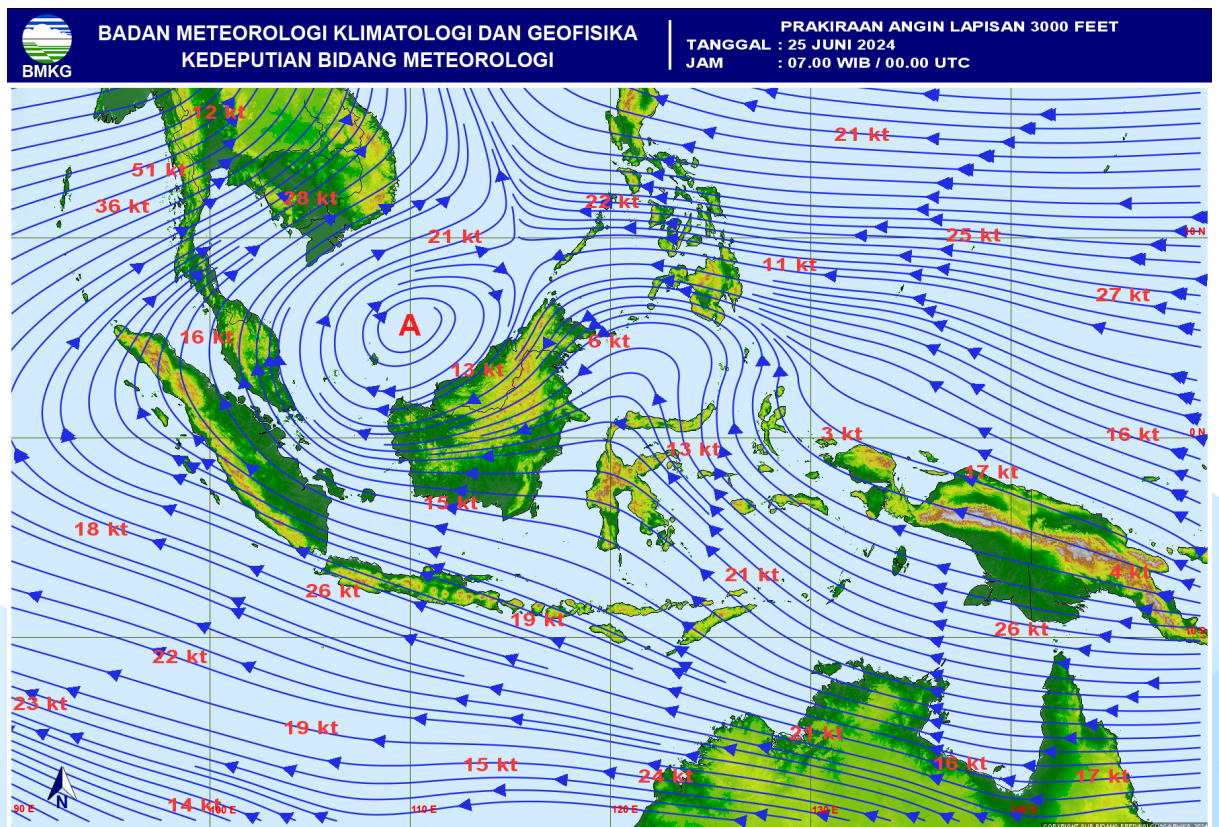 BMKG
BADAN METEOROLOGI KLIMATOLOGI DAN GEOFISIKA
KEDEPUTIAN BIDANG METEOROLOGI
PRAKIRAAN ANGIN LAPISAN 3000 FEET
TANGGAL : 25 JUNI 2024
JAM : 07.00 WIB / 00.00 UTC
12 kt
21 kt
51 kt
28 kt
36 kt
22 kt
21 kt
25 kt
10 N
11 kt
27 kt
A
16 kt
6 kt
13 kt
3 kt
16 kt
0 N
13 kt
17 kt
15 kt
18 kt
21 kt
4 kt
26 kt
19 kt
26 kt
10 S
22 kt
23 kt
19 kt
21 kt
15 kt
24 kt
16 kt
17 kt
14 kt
90 E
100 E
110 E
120 E
130 E
140 E
N